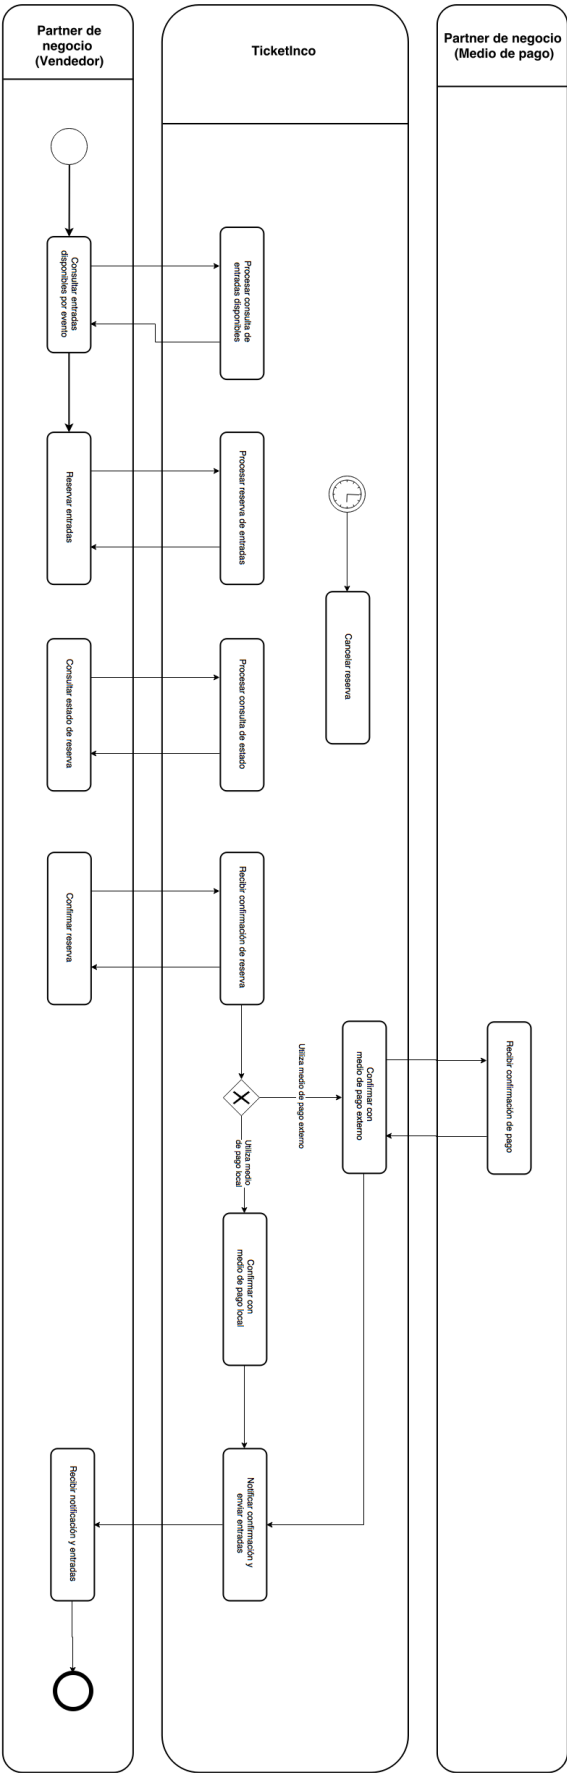 Partner de
negocio
(Vendedor)
TicketInco
Partner de negocio
(Medio de pago)
Consultar entradas
disponibles por evento
Procesar consulta de
entradas disponibles
Reservar entradas
Procesar reserva de entradas
Cancelar reserva
Consultar estado de reserva
Procesar consulta de estado
Confirmar reserva
Recibir confirmación de reserva
Utiliza medio de pago externo
Confirmar con
medio de pago externo
Recibir confirmación de pago
Utiliza medio
de pago local
Confirmar con
medio de pago local
Recibir notificación y entradas
Notificar confirmación y
enviar entradas